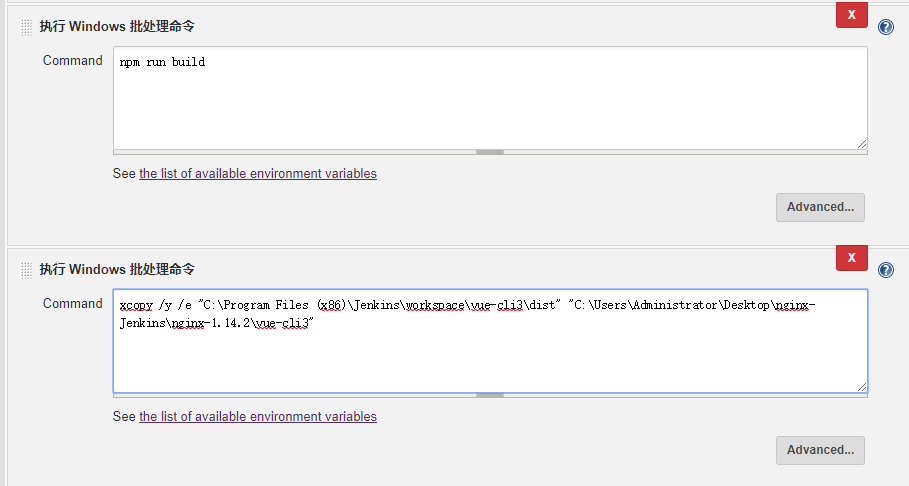 执行 Windows 批处理命令
X
?
Command
npm run build
See the list of available environment variables
Advanced...
执行 Windows 批处理命令
X
?
Command
xcopy /y /e "C:\Program Files (x86)\Jenkins\workspace\vue-cli3\dist" "C:\Users\Administrator\Desktop\nginx-
Jenkins\nginx-1.14.2\vue-cli3"
See the list of available environment variables
Advanced...